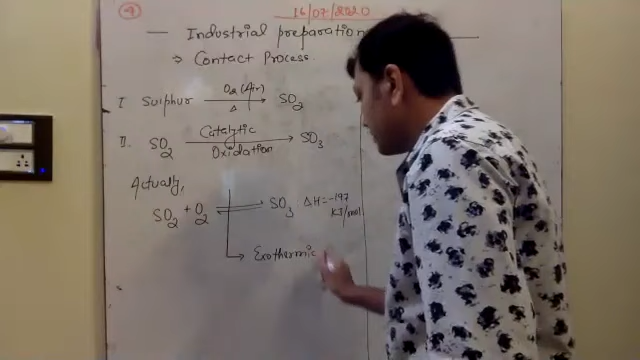 4
16/07/2020
— Industrial preparation
⇒ Contact Process.
I Sulphur O₂ (Air) → Δ SO₂
II. SO₂ Catalytic → Oxidation SO₃
Actually,
SO₂ + O₂ ⇌ SO₃ ΔH = -197
KJ/mol
→ Exothermic